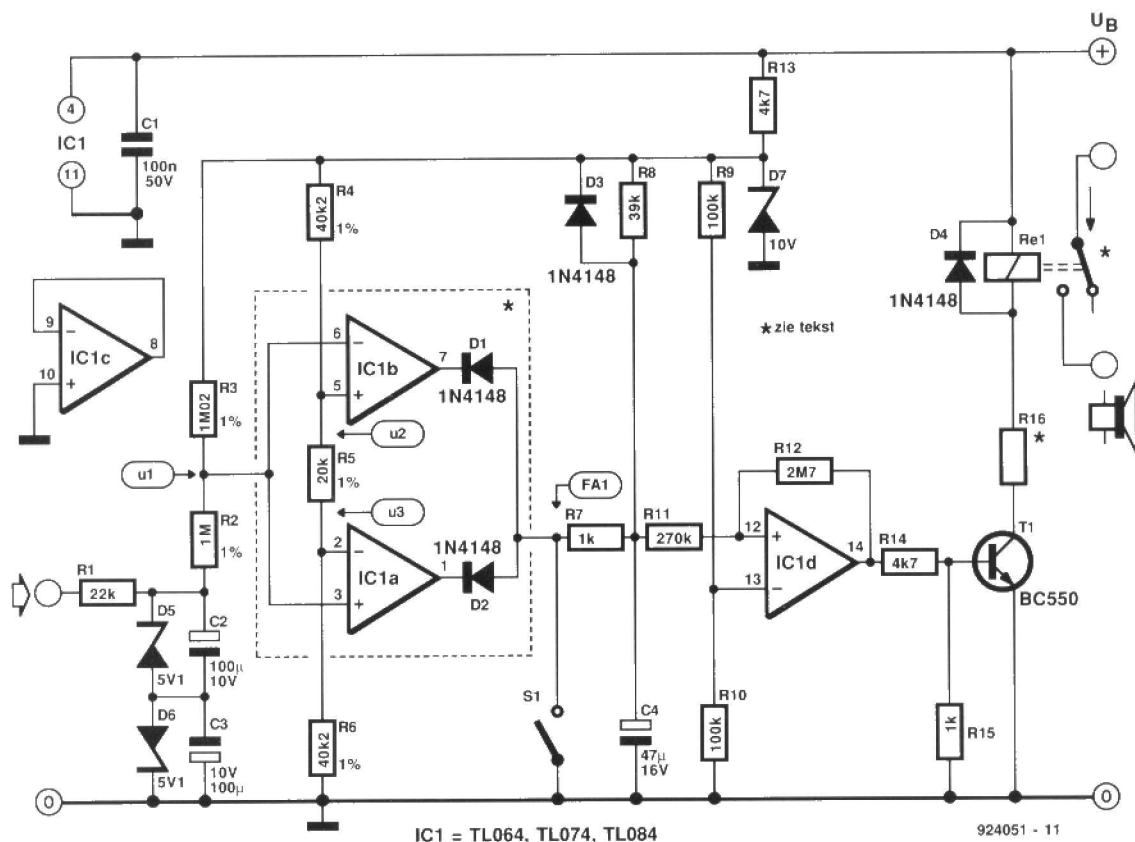 UB
+
R13
4k7
4
IC1
11
C1
100n
50V
R4
40k2
1%
D3
1N4148
R8
39k
R9
100k
D7
10V
D4
1N4148
Re1
*
* zie tekst
9
−
10
+
IC1c
8
R3
1M02
1%
*
6
−
5
+
IC1b
7
D1
1N4148
u1
u2
R5
20k
1%
u3
R16
*
R2
1M
1%
2
−
3
+
IC1a
1
1N4148
D2
FA1
R7
1k
R11
270k
R12
2M7
12
+
13
−
IC1d
14
R14
4k7
T1
BC550
R1
22k
D5
5V1
C2
100µ
10V
D6
5V1
C3
10V
100µ
R6
40k2
1%
S1
C4
47µ
16V
R10
100k
1k
R15
0
0
IC1 = TL064, TL074, TL084
924051 - 11